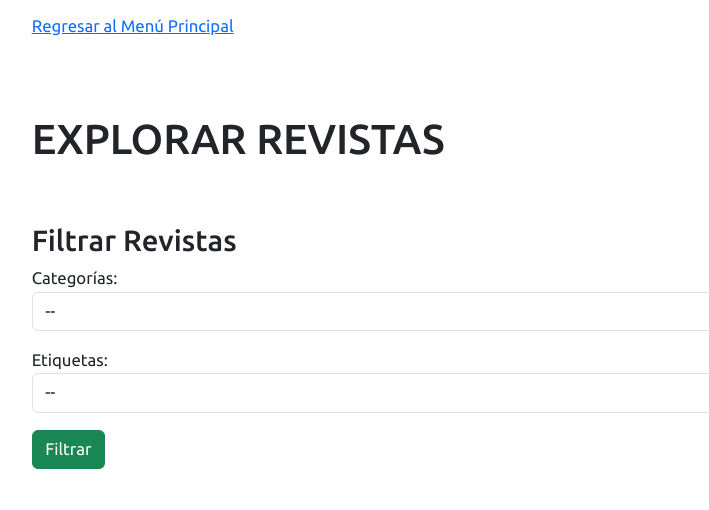 Regresar al Menú Principal
EXPLORAR REVISTAS
Filtrar Revistas
Categorías:
--
Etiquetas:
--
Filtrar